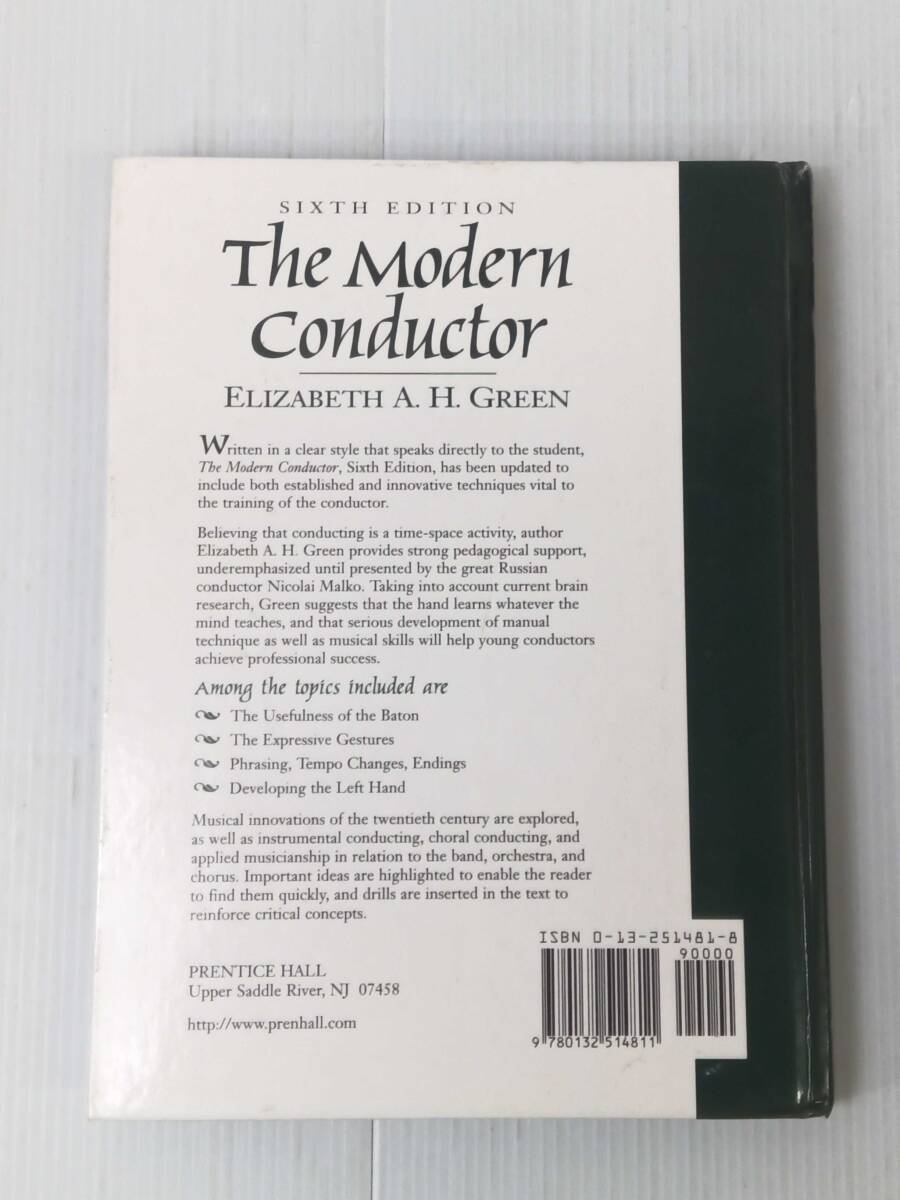 SIXTH EDITION
The Modern
Conductor
ELIZABETH A. H. GREEN
Written in a clear style that speaks directly to the student,
The Modern Conductor, Sixth Edition, has been updated to
include both established and innovative techniques vital to
the training of the conductor.
Believing that conducting is a time-space activity, author
Elizabeth A. H. Green provides strong pedagogical support,
underemphasized until presented by the great Russian
conductor Nicolai Malko. Taking into account current brain
research, Green suggests that the hand learns whatever the
mind teaches, and that serious development of manual
technique as well as musical skills will help young conductors
achieve professional success.
Among the topics included are
The Usefulness of the Baton
The Expressive Gestures
Phrasing, Tempo Changes, Endings
Developing the Left Hand
Musical innovations of the twentieth century are explored,
as well as instrumental conducting, choral conducting, and
applied musicianship in relation to the band, orchestra, and
chorus. Important ideas are highlighted to enable the reader
to find them quickly, and drills are inserted in the text to
reinforce critical concepts.
ISBN 0-13-251481-8
90000
9 780132 514811
PRENTICE HALL
Upper Saddle River, NJ 07458
http://www.prenhall.com